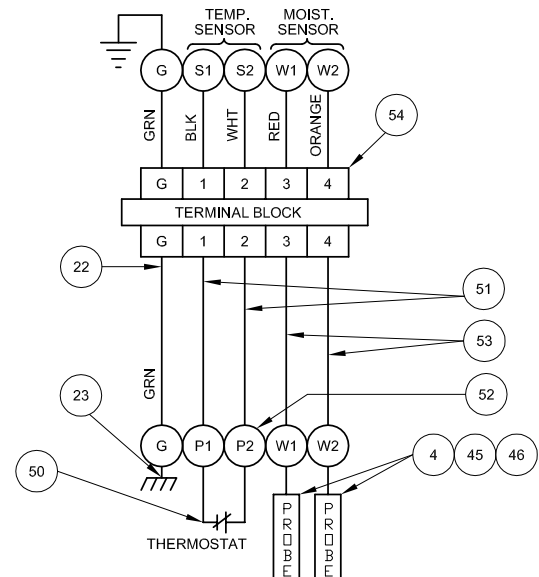 TEMP. SENSOR
MOIST. SENSOR
G S1 S2 W1 W2
GRN BLK WHT RED ORANGE
54
G 1 2 3 4
TERMINAL BLOCK
G 1 2 3 4
22
51
53
GRN
23
52
G P1 P2 W1 W2
50
4 45 46
THERMOSTAT
PROBE
PROBE